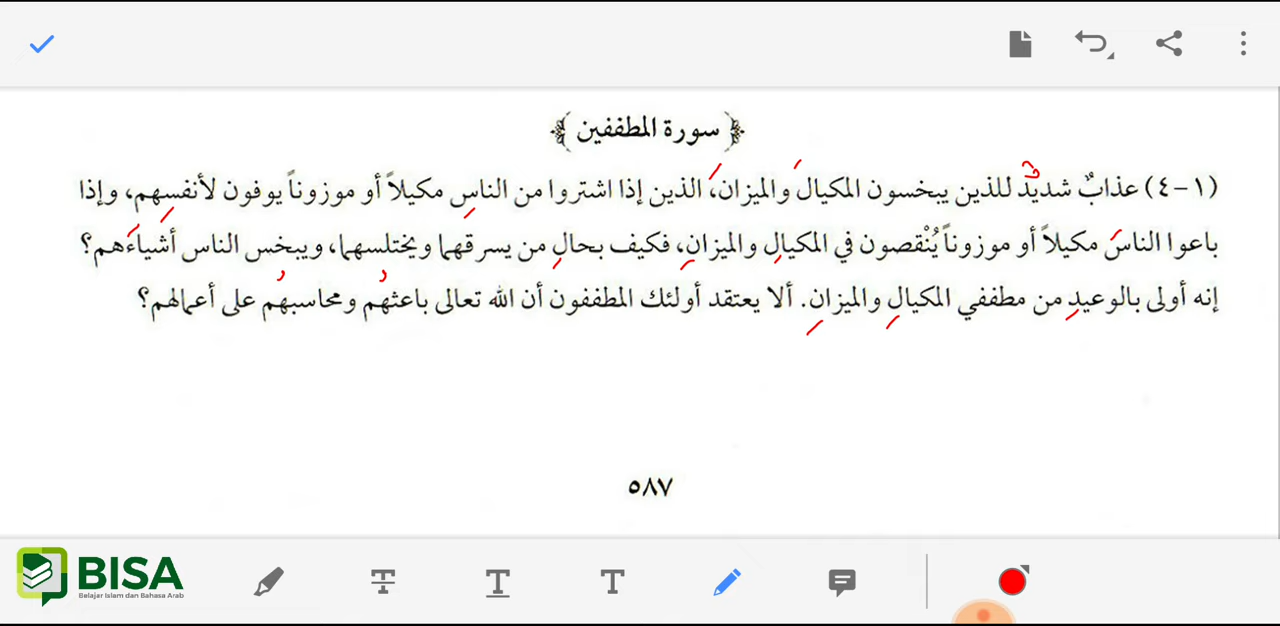 ﴿سورة المطففين﴾
(١-٤) عذابٌ شديد للذين يبخسون المكيال والميزان، الذين إذا اشتروا من الناس مكيلاً أو موزوناً يوفون لأنفسهم، وإذا
باعوا الناس مكيلاً أو موزوناً يُنْقصون في المكيال والميزان، فكيف بحال من يسرقهما ويختلسهما، ويبخس الناس أشياءهم؟
إنه أولى بالوعيد من مطففي المكيال والميزان. ألا يعتقد أولئك المطففون أن الله تعالى باعثهم ومحاسبهم على أعمالهم؟
٥٨٧
BISA
Belajar Islam dan Bahasa Arab
T T T